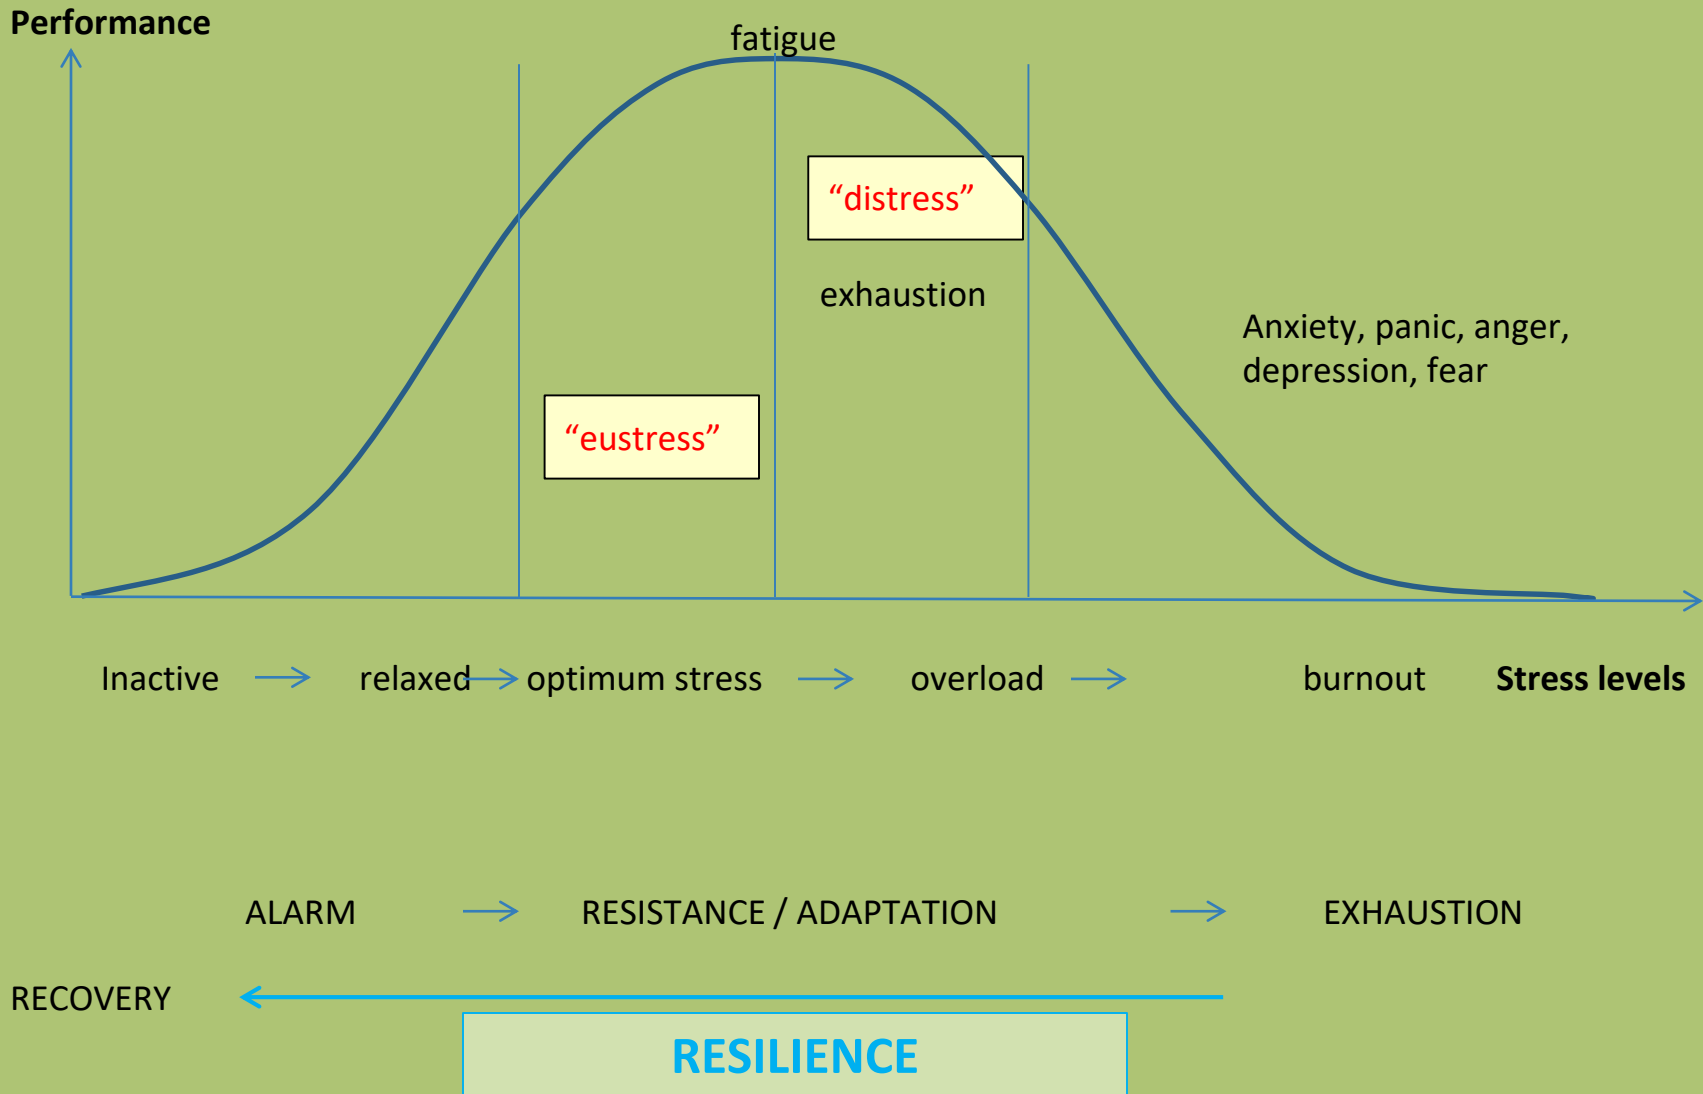 Performance
fatigue
“distress”
exhaustion
Anxiety, panic, anger,
depression, fear
“eustress”
Inactive relaxed optimum stress overload burnout Stress levels
ALARM RESISTANCE / ADAPTATION EXHAUSTION
RECOVERY
RESILIENCE